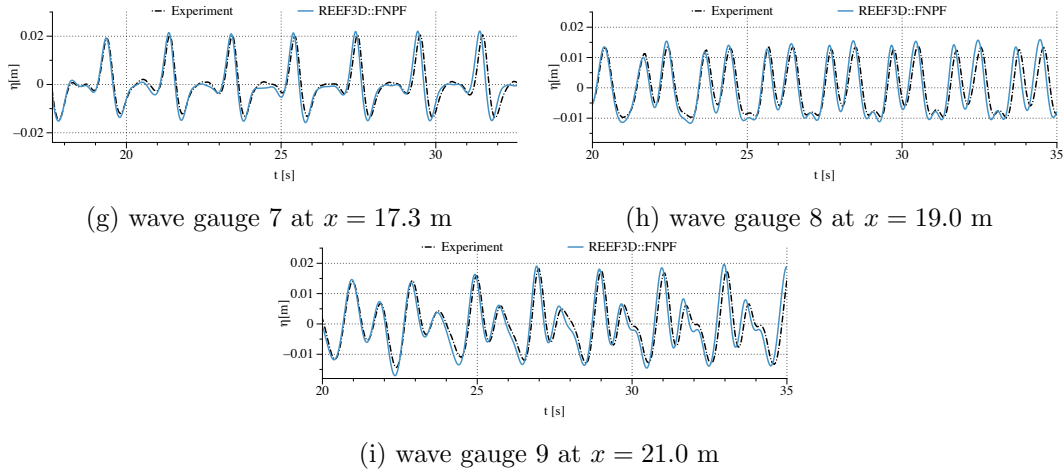 Experiment REEF3D::FNPF
0.02
0
−0.02
η[m]
20 25 30
t [s]
(g) wave gauge 7 at x = 17.3 m
Experiment REEF3D::FNPF
0.02
0.01
0
−0.01
η[m]
20 25 30 35
t [s]
(h) wave gauge 8 at x = 19.0 m
Experiment REEF3D::FNPF
0.02
0.01
0
−0.01
η[m]
20 25 30 35
t [s]
(i) wave gauge 9 at x = 21.0 m